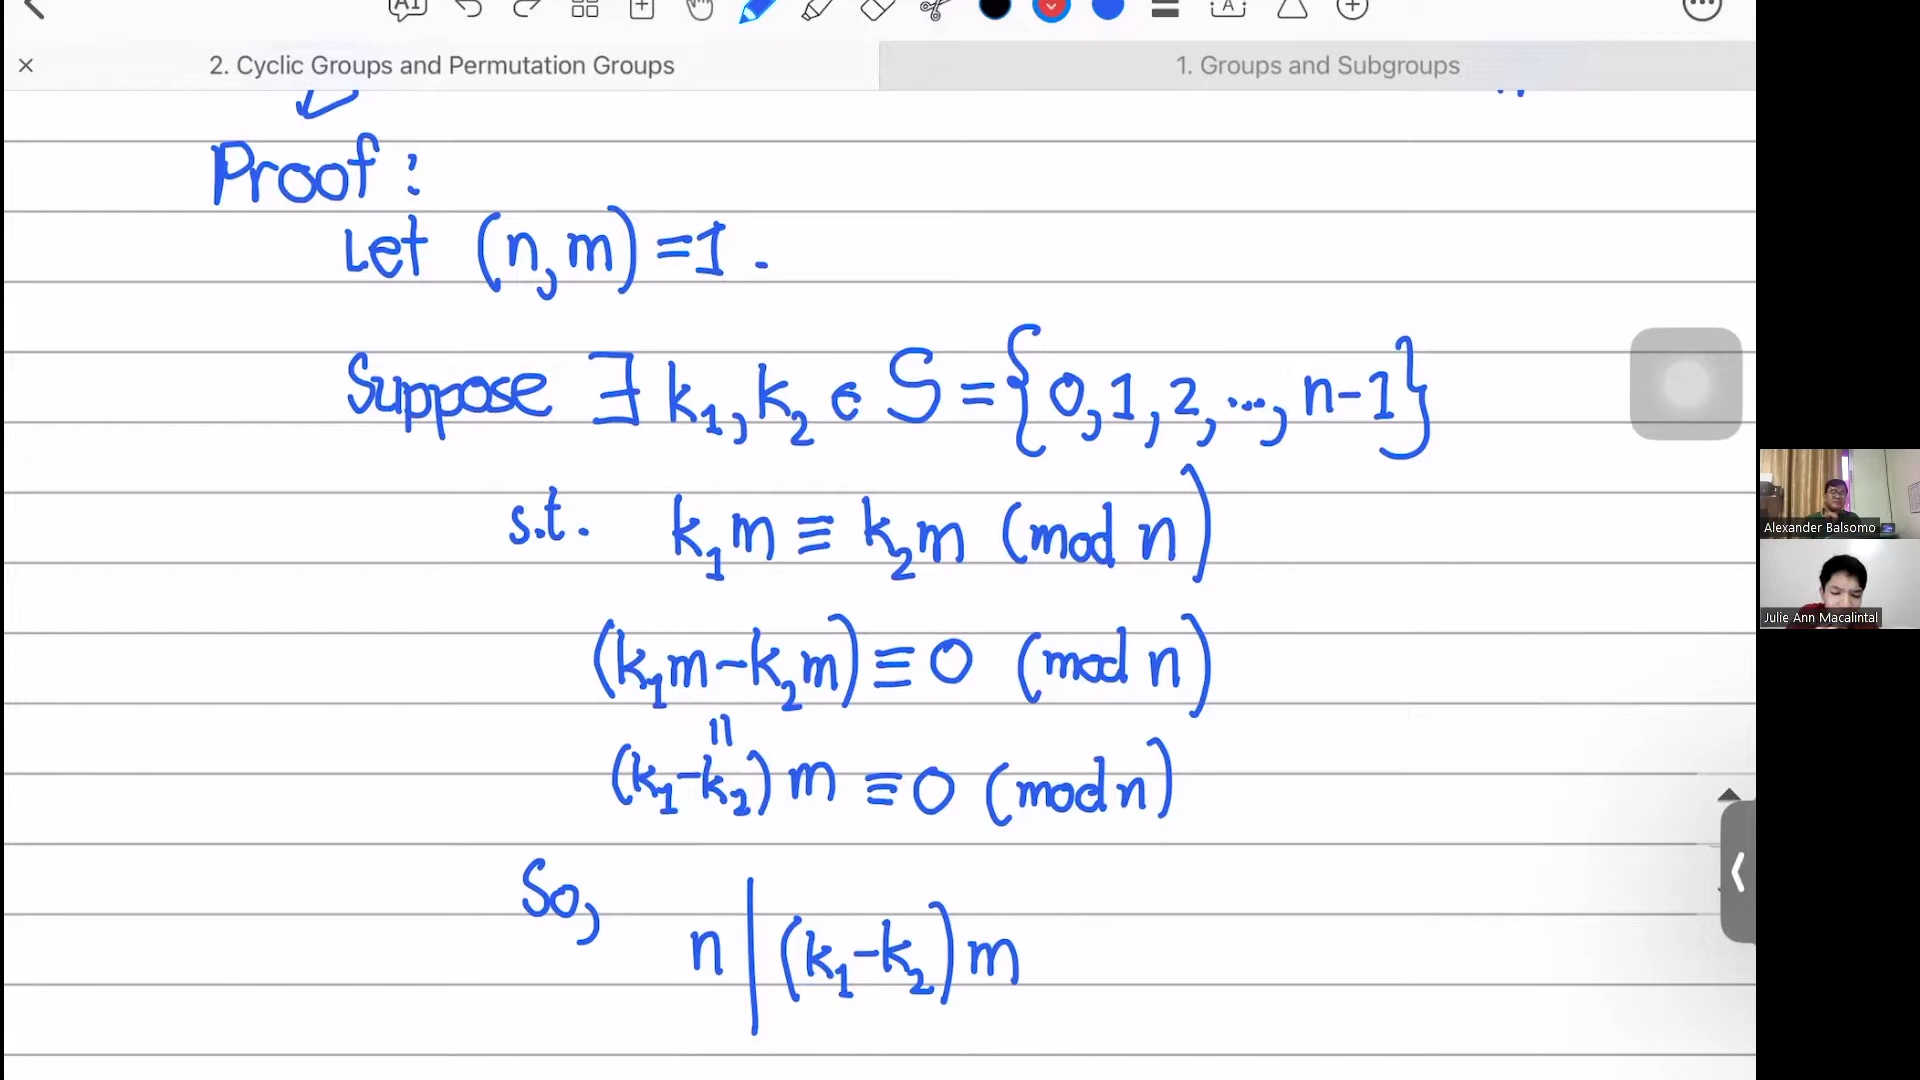 2. Cyclic Groups and Permutation Groups
1. Groups and Subgroups
Proof:
Let (n,m)=1.
Suppose ∃ k₁,k₂ ∈ S={0,1,2,...,n-1}
s.t. k₁m ≡ k₂m (mod n)
(k₁m-k₂m) ≡ 0 (mod n)
=
(k₁-k₂)m ≡ 0 (mod n)
So,
n | (k₁-k₂)m
Alexander Balsomo
Julie Ann Macalintal